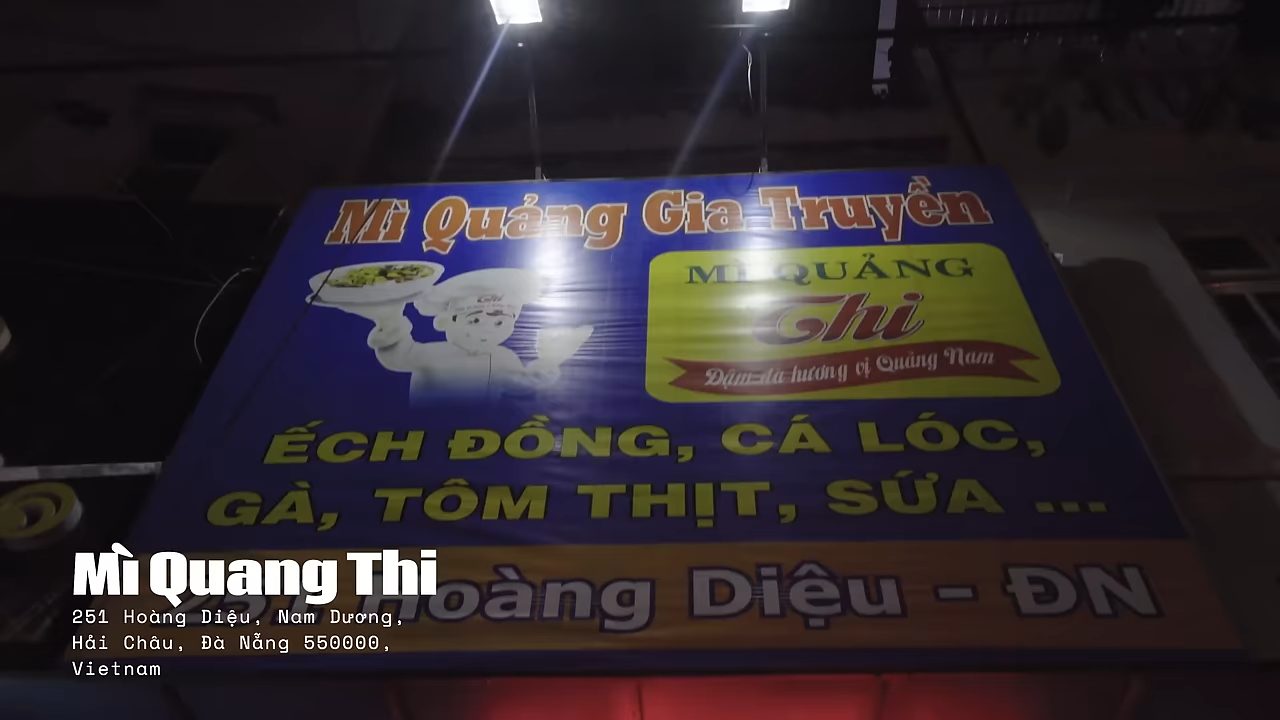 Mì Quảng Gia Truyền
MÌ QUẢNG
Thi
Đậm đà hương vị Quảng Nam
ẾCH ĐỒNG, CÁ LÓC,
GÀ, TÔM THỊT, SỨA ...
251 Hoàng Diệu - ĐN
Mì Quang Thi
251 Hoàng Diệu, Nam Dương,
Hải Châu, Đà Nẵng 550000,
Vietnam